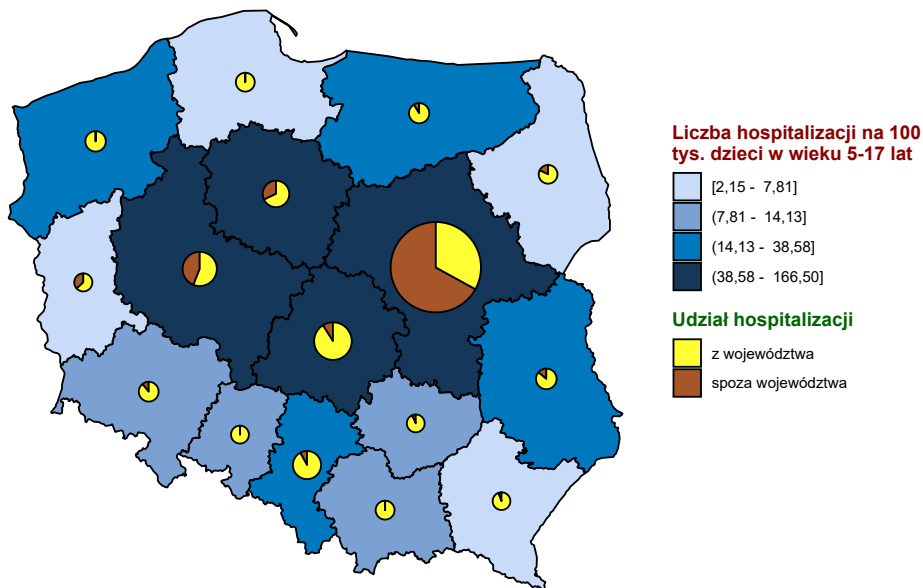 Liczba hospitalizacji na 100
tys. dzieci w wieku 5-17 lat
[2,15 - 7,81]
(7,81 - 14,13]
(14,13 - 38,58]
(38,58 - 166,50]
Udział hospitalizacji
z województwa
spoza województwa